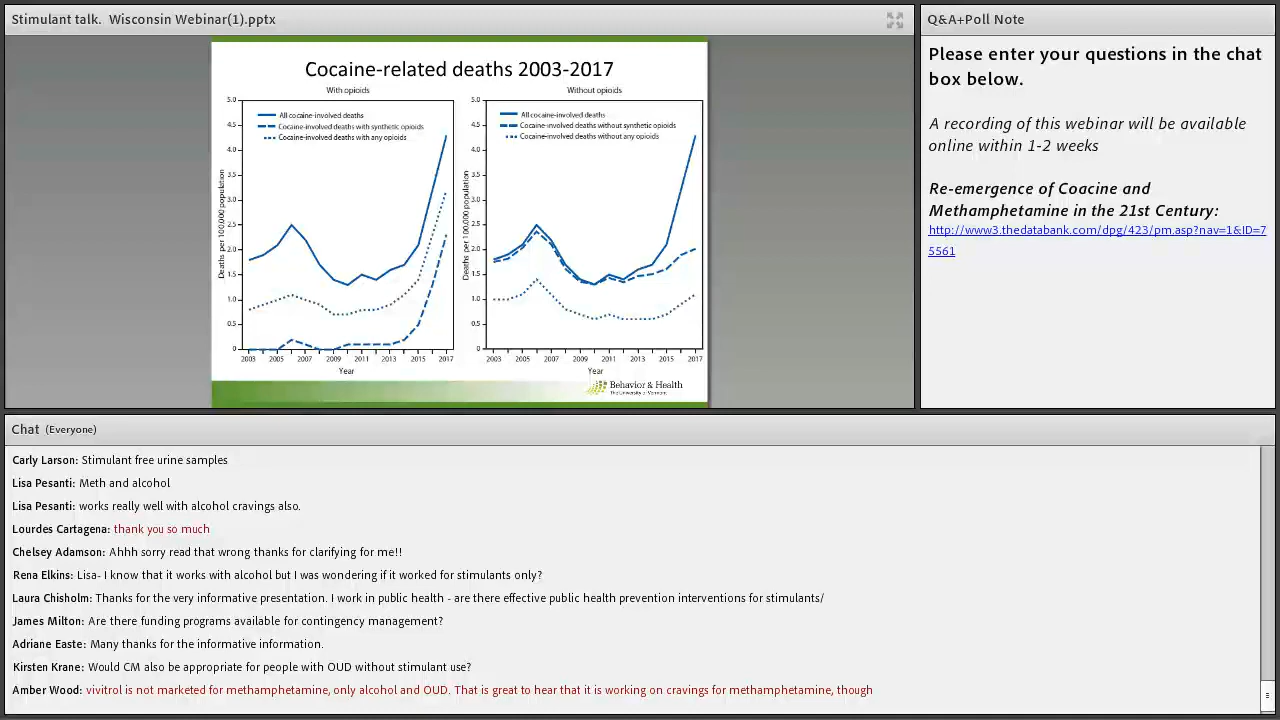 Stimulant talk.  Wisconsin Webinar(1).pptx
Cocaine-related deaths 2003-2017
With opioids
5.0
4.5
4.0
3.5
3.0
2.5
2.0
1.5
1.0
0.5
0
Deaths per 100,000 population
All cocaine-involved deaths
Cocaine-involved deaths with synthetic opioids
Cocaine-involved deaths with any opioids
2003 2005 2007 2009 2011 2013 2015 2017
Year
Without opioids
5.0
4.5
4.0
3.5
3.0
2.5
2.0
1.5
1.0
0.5
0
Deaths per 100,000 population
All cocaine-involved deaths
Cocaine-involved deaths without synthetic opioids
Cocaine-involved deaths without any opioids
2003 2005 2007 2009 2011 2013 2015 2017
Year
Behavior & Health
The University of Vermont
Q&A+Poll Note
Please enter your questions in the chat
box below.
A recording of this webinar will be available
online within 1-2 weeks
Re-emergence of Coacine and
Methamphetamine in the 21st Century:
http://www3.thedatabank.com/dpg/423/pm.asp?nav=1&ID=7
5561
Chat (Everyone)
Carly Larson: Stimulant free urine samples
Lisa Pesanti: Meth and alcohol
Lisa Pesanti: works really well with alcohol cravings also.
Lourdes Cartagena: thank you so much
Chelsey Adamson: Ahhh sorry read that wrong thanks for clarifying for me!!
Rena Elkins: Lisa- I know that it works with alcohol but I was wondering if it worked for stimulants only?
Laura Chisholm: Thanks for the very informative presentation. I work in public health - are there effective public health prevention interventions for stimulants/
James Milton: Are there funding programs available for contingency management?
Adriane Easte: Many thanks for the informative information.
Kirsten Krane: Would CM also be appropriate for people with OUD without stimulant use?
Amber Wood: vivitrol is not marketed for methamphetamine, only alcohol and OUD. That is great to hear that it is working on cravings for methamphetamine, though